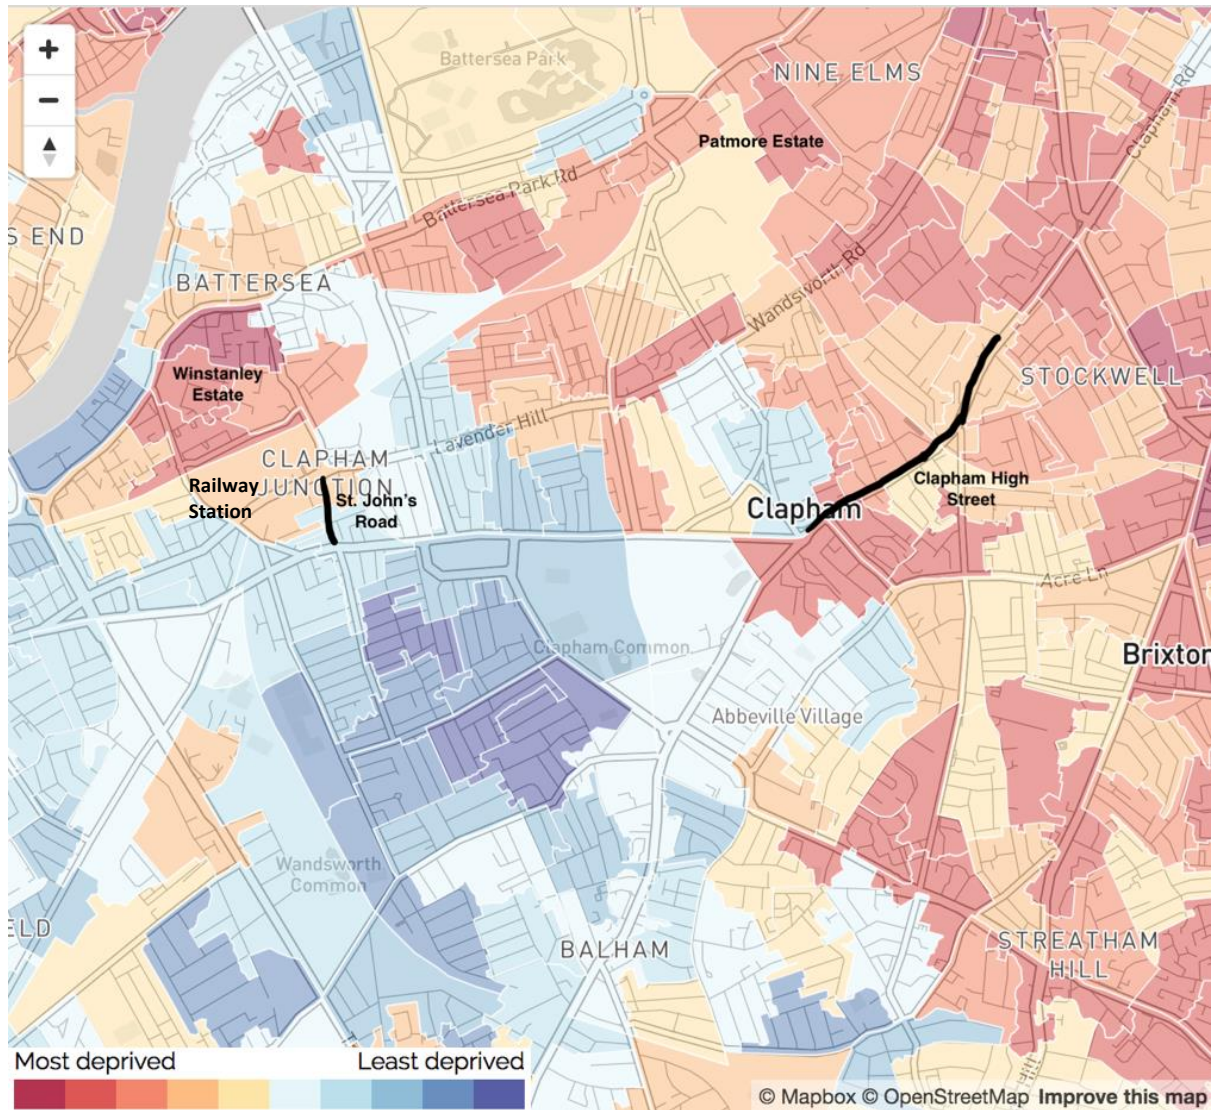 +
−
Battersea Park
NINE ELMS
Clapham Rd
Patmore Estate
Battersea Park Rd
S END
BATTERSEA
Wandsworth Rd
Winstanley
Estate
STOCKWELL
Lavender Hill
CLAPHAM
JUNCTION
Railway
Station
St. John's
Road
Clapham High
Street
Clapham
Acre Ln
Clapham Common
Brixton
Abbeville Village
Wandsworth
Common
ELD
BALHAM
STREATHAM
HILL
Hill
Most deprived
Least deprived
© Mapbox © OpenStreetMap Improve this map